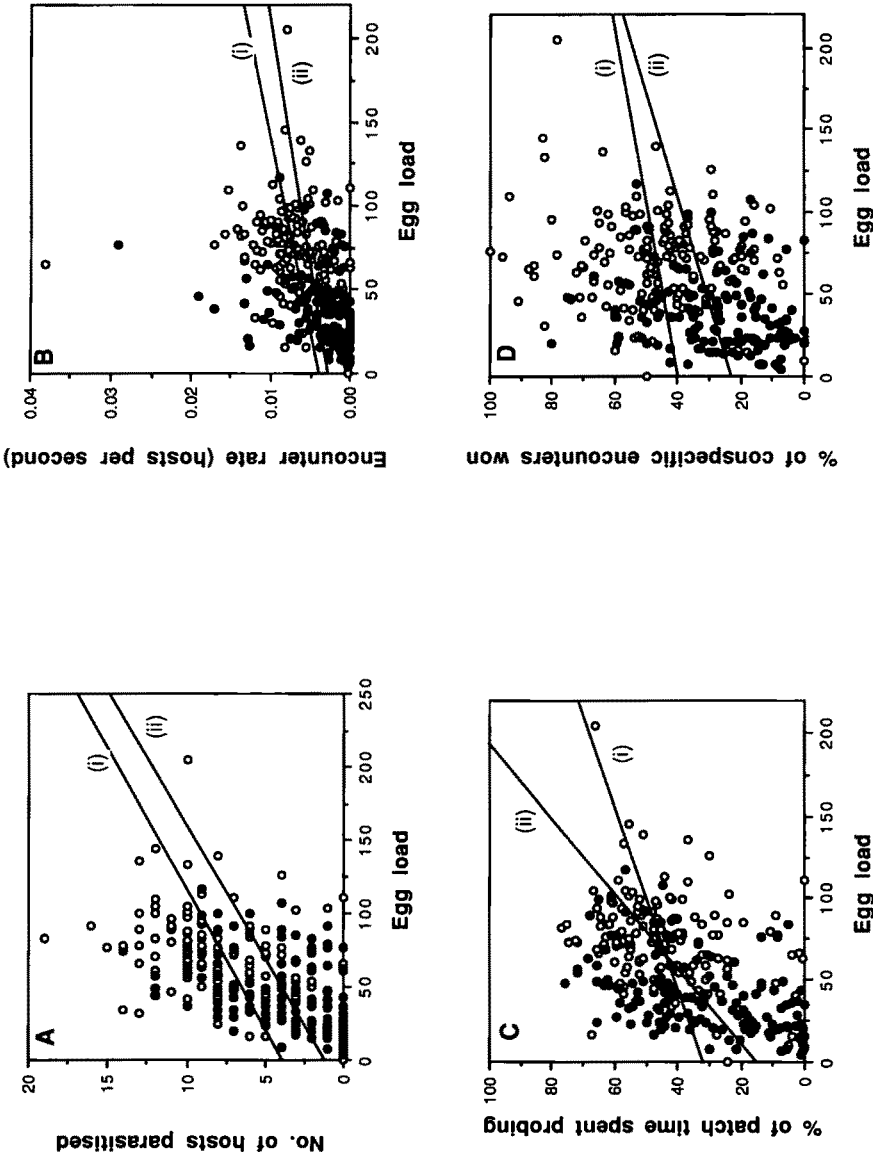 A
No. of hosts parasitised
20
15
10
5
0
(i)
(ii)
0
50
100
150
200
250
Egg load
B
Encounter rate (hosts per second)
0.04
0.03
0.02
0.01
0.00
(i)
(ii)
0
50
100
150
200
Egg load
C
% of patch time spent probing
100
80
60
40
20
0
(ii)
(i)
0
50
100
150
200
Egg load
D
% of conspecific encounters won
100
80
60
40
20
0
(i)
(ii)
0
50
100
150
200
Egg load